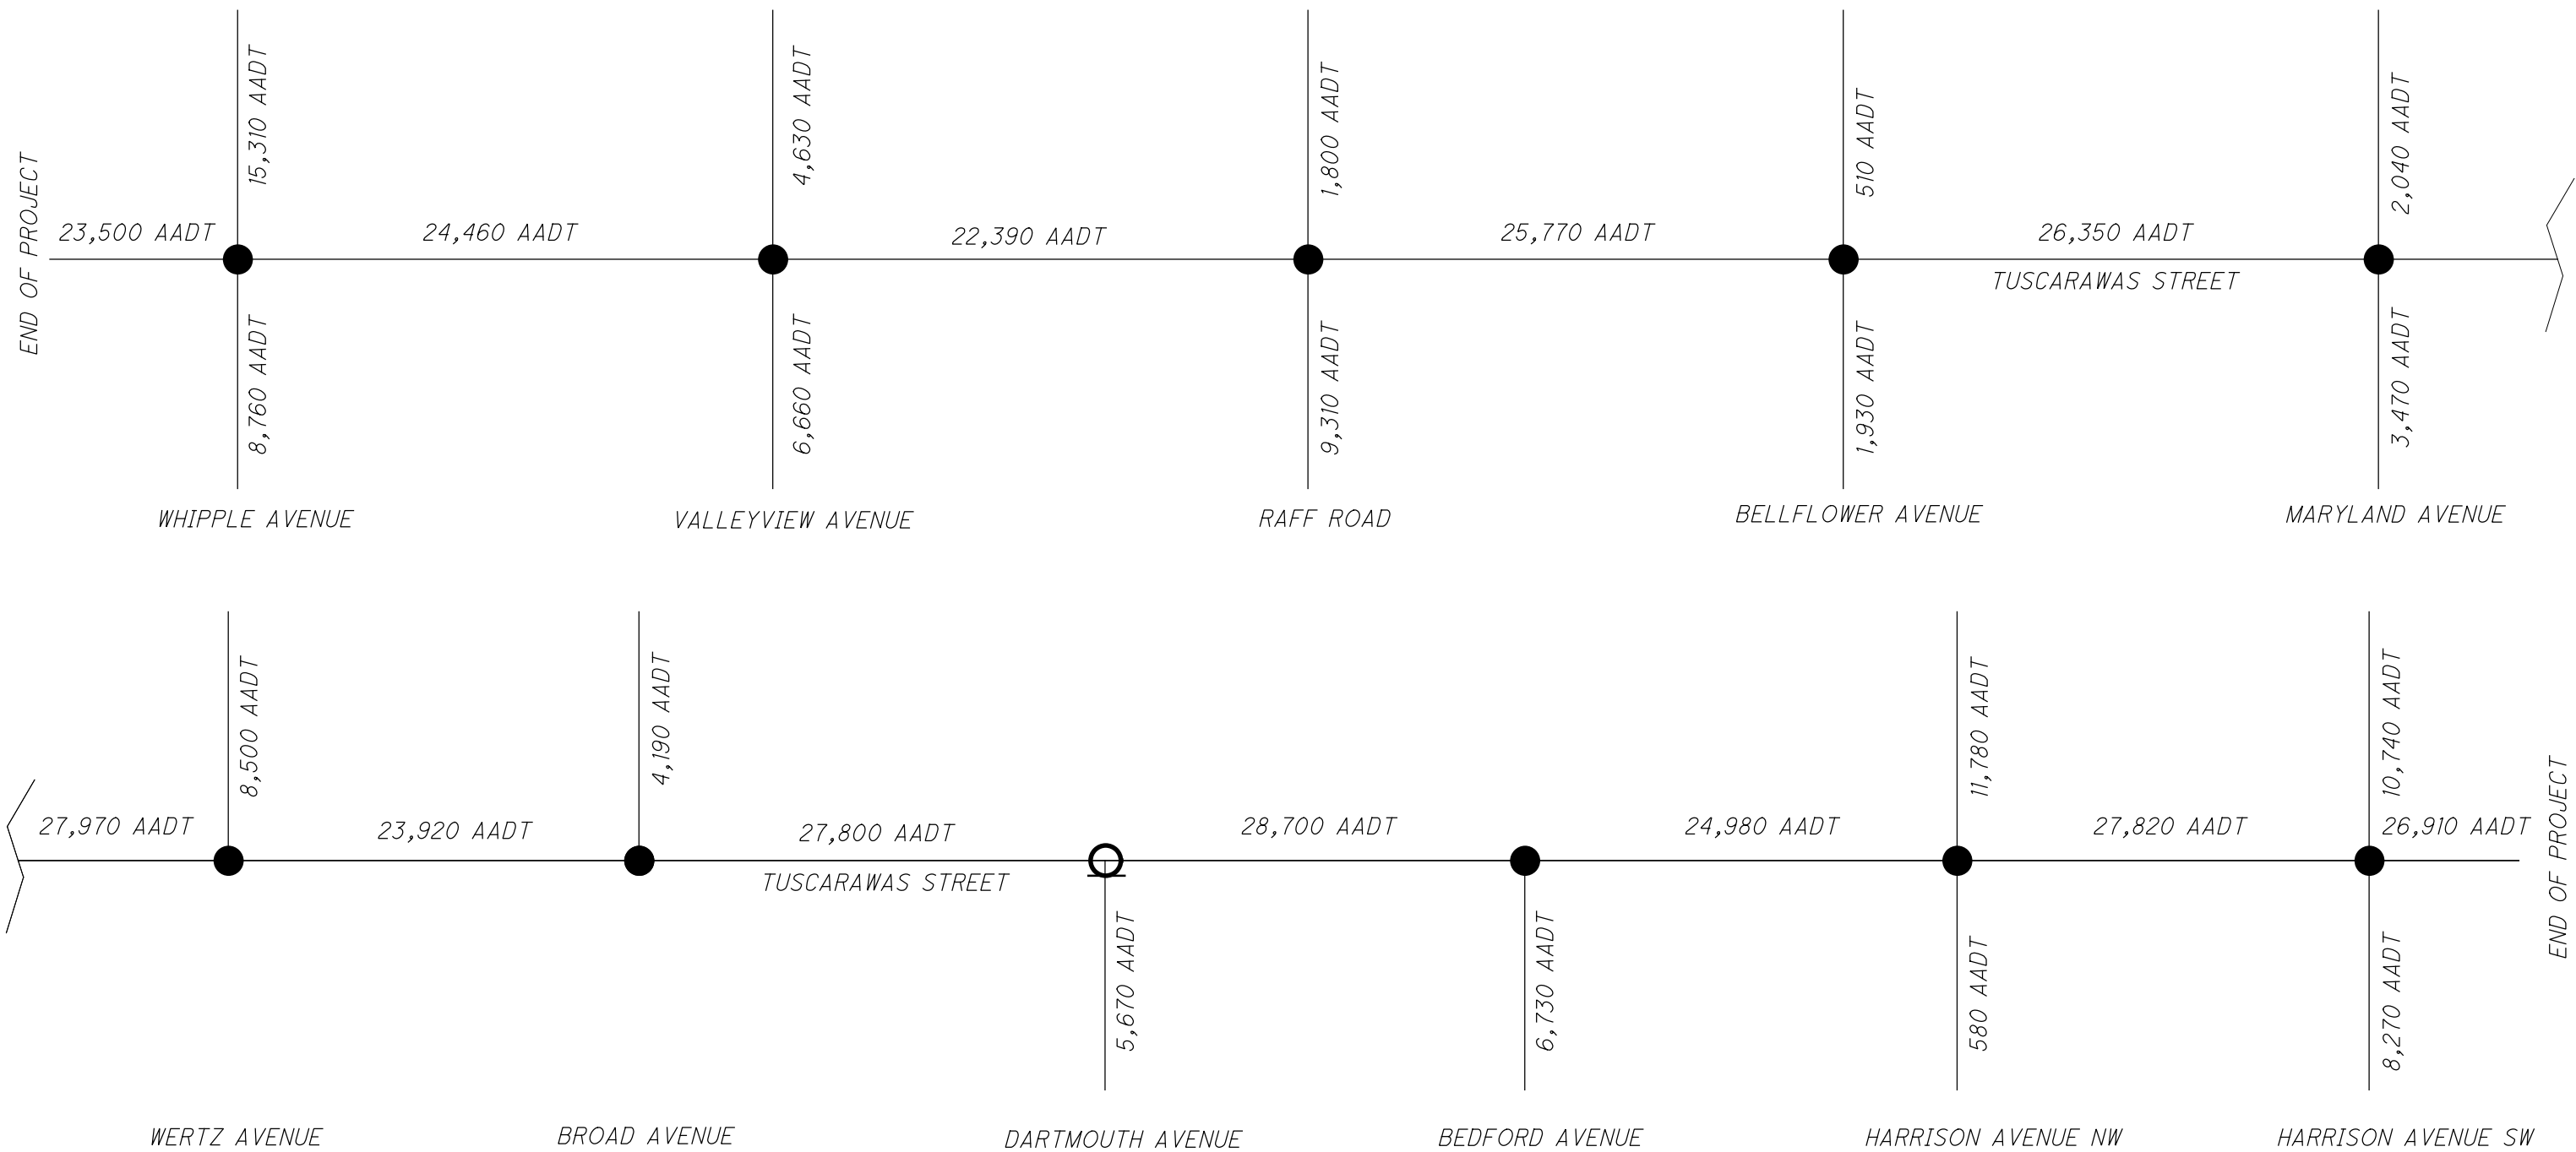 END OF PROJECT
15,310 AADT
4,630 AADT
1,800 AADT
510 AADT
2,040 AADT
23,500 AADT
24,460 AADT
22,390 AADT
25,770 AADT
26,350 AADT
TUSCARAWAS STREET
8,760 AADT
6,660 AADT
9,310 AADT
1,930 AADT
3,470 AADT
WHIPPLE AVENUE
VALLEYVIEW AVENUE
RAFF ROAD
BELLFLOWER AVENUE
MARYLAND AVENUE
8,500 AADT
4,190 AADT
11,780 AADT
10,740 AADT
27,970 AADT
23,920 AADT
27,800 AADT
28,700 AADT
24,980 AADT
27,820 AADT
26,910 AADT
END OF PROJECT
TUSCARAWAS STREET
5,670 AADT
6,730 AADT
580 AADT
8,270 AADT
WERTZ AVENUE
BROAD AVENUE
DARTMOUTH AVENUE
BEDFORD AVENUE
HARRISON AVENUE NW
HARRISON AVENUE SW